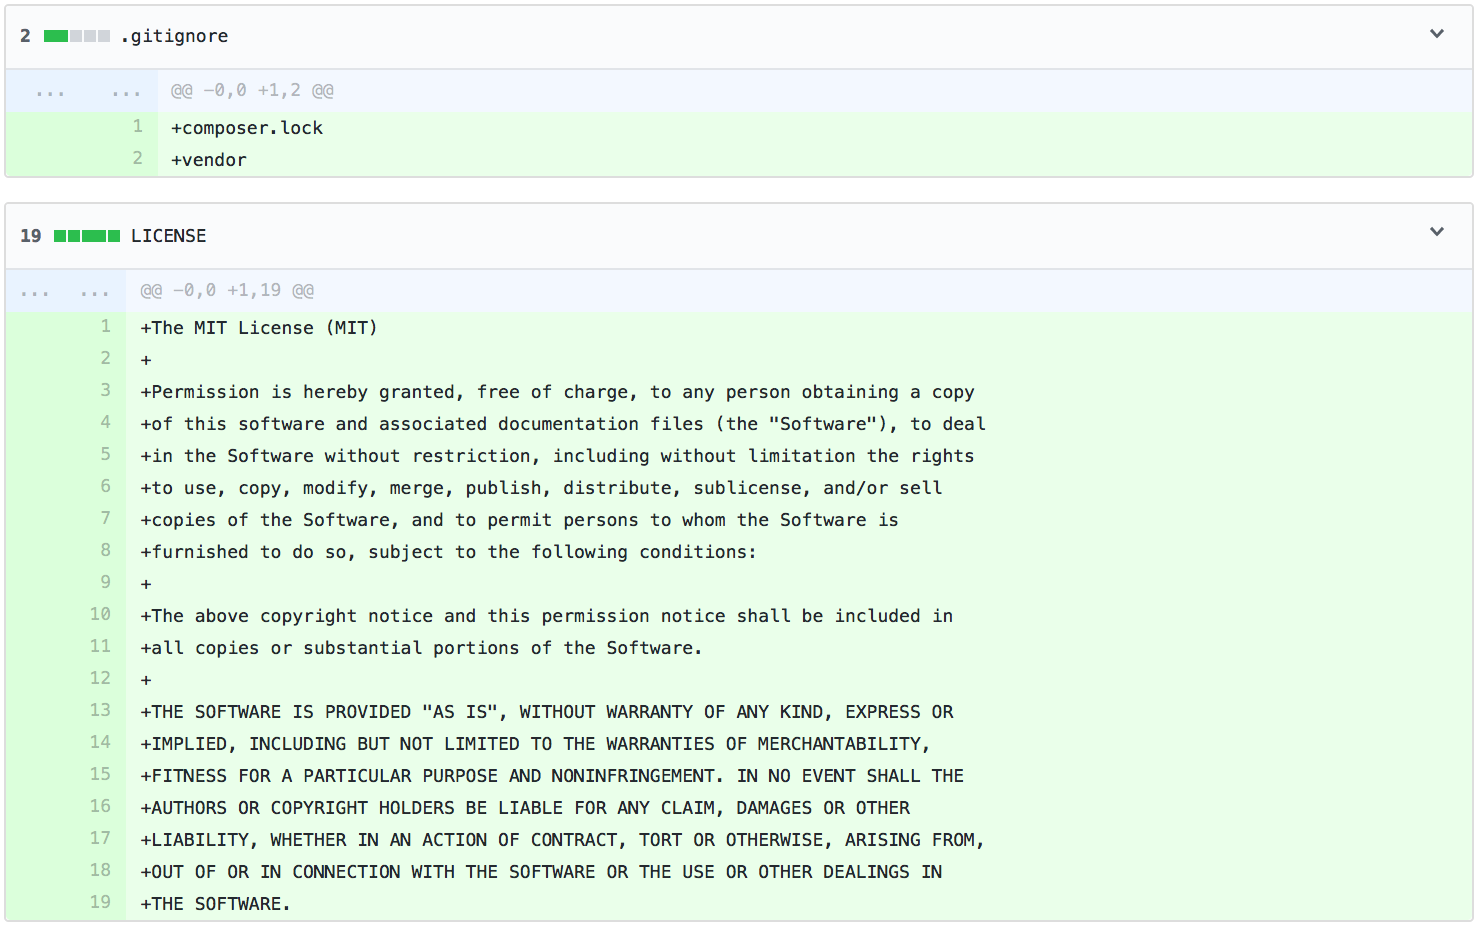 2 .gitignore
... ... @@ -0,0 +1,2 @@
1 +composer.lock
2 +vendor
19 LICENSE
... ... @@ -0,0 +1,19 @@
1 +The MIT License (MIT)
2 +
3 +Permission is hereby granted, free of charge, to any person obtaining a copy
4 +of this software and associated documentation files (the "Software"), to deal
5 +in the Software without restriction, including without limitation the rights
6 +to use, copy, modify, merge, publish, distribute, sublicense, and/or sell
7 +copies of the Software, and to permit persons to whom the Software is
8 +furnished to do so, subject to the following conditions:
9 +
10 +The above copyright notice and this permission notice shall be included in
11 +all copies or substantial portions of the Software.
12 +
13 +THE SOFTWARE IS PROVIDED "AS IS", WITHOUT WARRANTY OF ANY KIND, EXPRESS OR
14 +IMPLIED, INCLUDING BUT NOT LIMITED TO THE WARRANTIES OF MERCHANTABILITY,
15 +FITNESS FOR A PARTICULAR PURPOSE AND NONINFRINGEMENT. IN NO EVENT SHALL THE
16 +AUTHORS OR COPYRIGHT HOLDERS BE LIABLE FOR ANY CLAIM, DAMAGES OR OTHER
17 +LIABILITY, WHETHER IN AN ACTION OF CONTRACT, TORT OR OTHERWISE, ARISING FROM,
18 +OUT OF OR IN CONNECTION WITH THE SOFTWARE OR THE USE OR OTHER DEALINGS IN
19 +THE SOFTWARE.